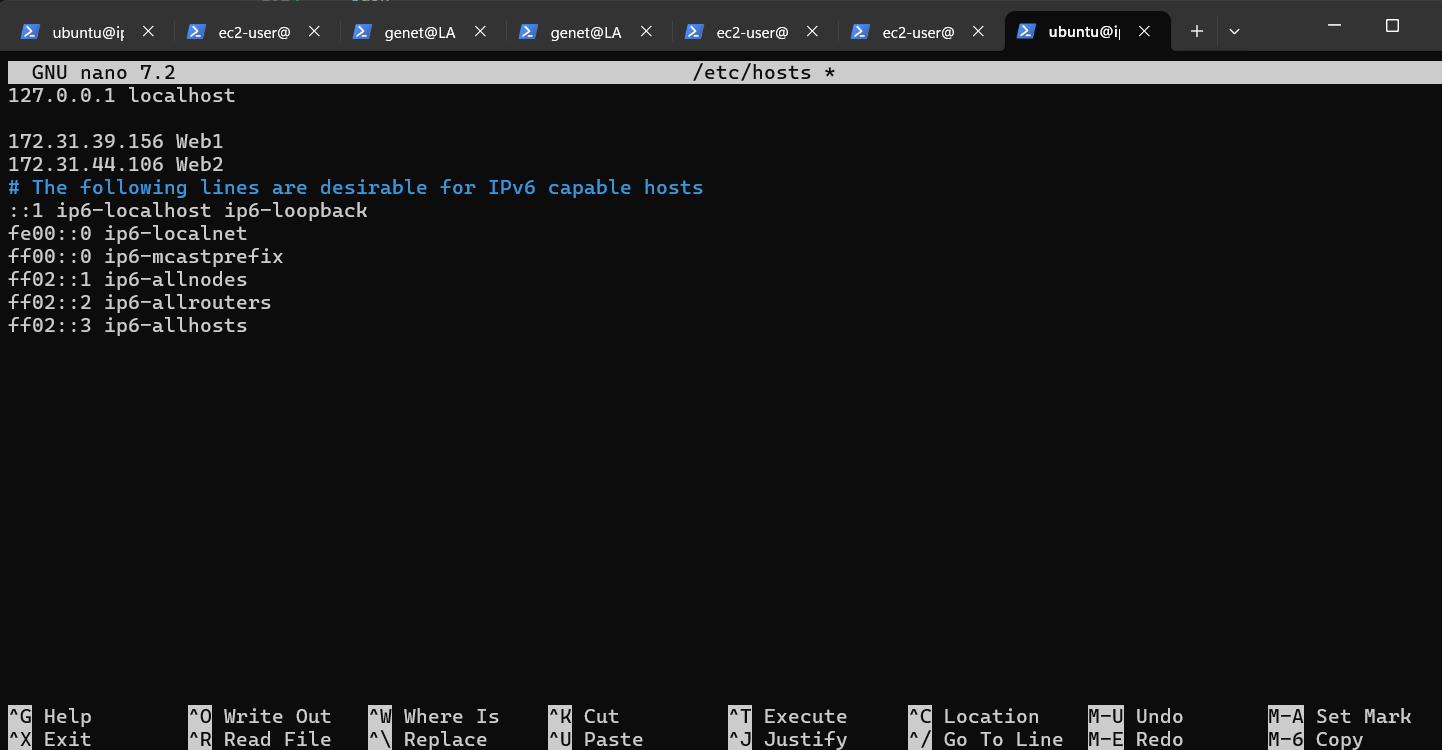 ubuntu@ip ec2-user@ genet@LA genet@LA ec2-user@ ec2-user@ ubuntu@ip
GNU nano 7.2 /etc/hosts *
127.0.0.1 localhost
172.31.39.156 Web1
172.31.44.106 Web2
# The following lines are desirable for IPv6 capable hosts
::1 ip6-localhost ip6-loopback
fe00::0 ip6-localnet
ff00::0 ip6-mcastprefix
ff02::1 ip6-allnodes
ff02::2 ip6-allrouters
ff02::3 ip6-allhosts
^G Help ^O Write Out ^W Where Is ^K Cut ^T Execute ^C Location M-U Undo M-A Set Mark
^X Exit ^R Read File ^\ Replace ^U Paste ^J Justify ^/ Go To Line M-E Redo M-6 Copy